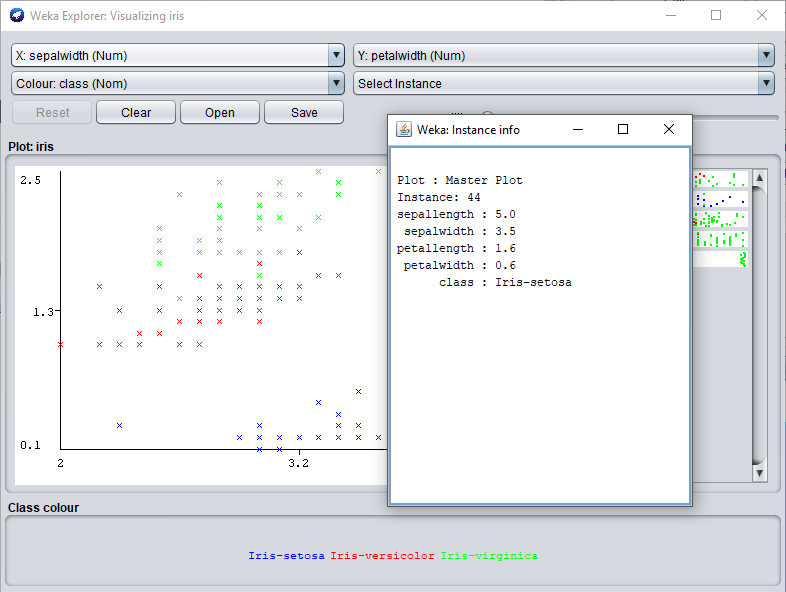 Weka Explorer: Visualizing iris
X: sepalwidth (Num)
Y: petalwidth (Num)
Colour: class (Nom)
Select Instance
Reset
Clear
Open
Save
Plot: iris
2.5
1.3
0.1
2
3.2
Weka: Instance info
Plot : Master Plot
Instance: 44
sepallength : 5.0
sepalwidth : 3.5
petallength : 1.6
petalwidth : 0.6
class : Iris-setosa
Class colour
Iris-setosa Iris-versicolor Iris-virginica